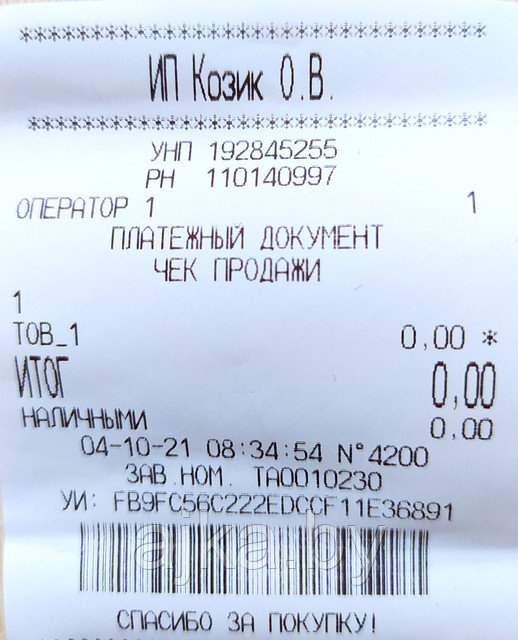 ************************************
ИП Козик О.В.
************************************
УНП 192845255
РН 110140997
ОПЕРАТОР 1 1
ПЛАТЕЖНЫЙ ДОКУМЕНТ
ЧЕК ПРОДАЖИ
1
ТОВ_1 0,00 *
ИТОГ 0,00
НАЛИЧНЫМИ 0,00
04-10-21 08:34:54 N°4200
ЗАВ.НОМ. TA0010230
УИ: FB9FC56C222EDCCF11E36891
ajka.by
СПАСИБО ЗА ПОКУПКУ!